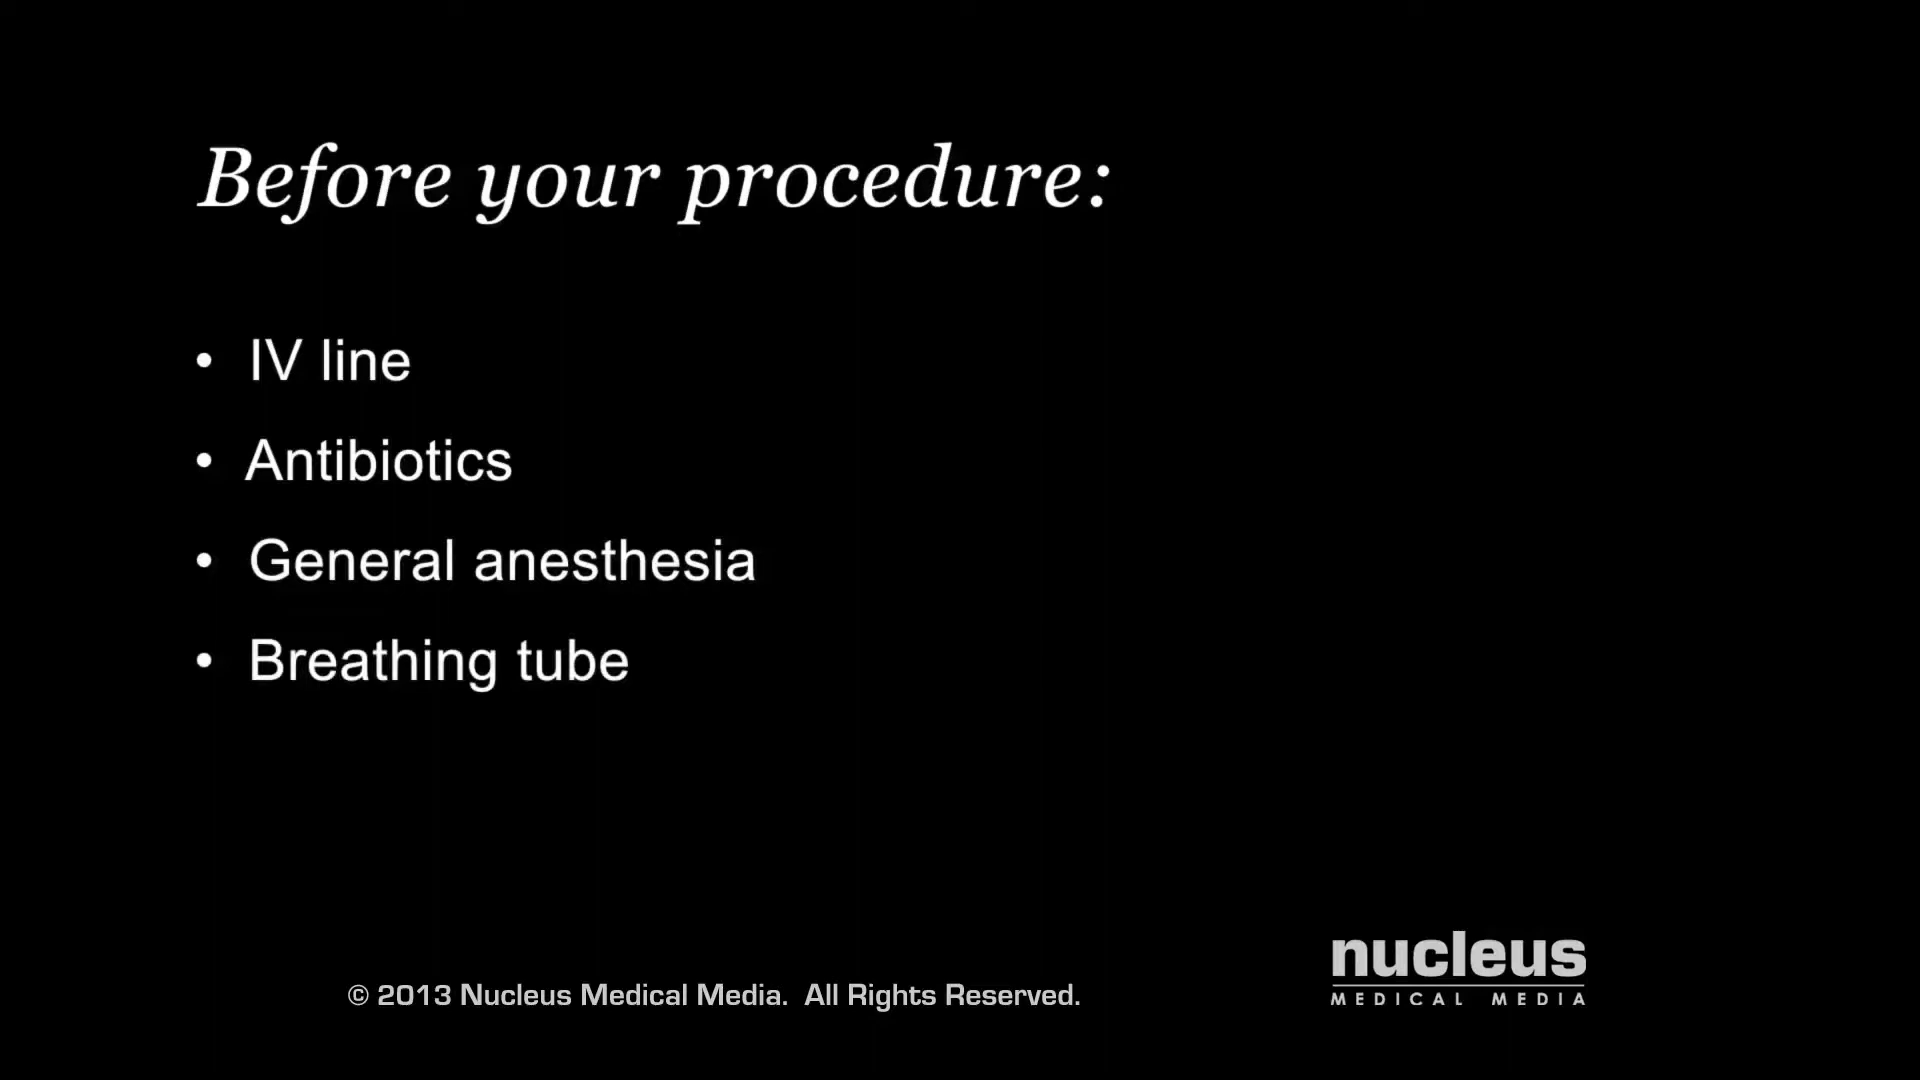 Before your procedure:
• IV line
• Antibiotics
• General anesthesia
• Breathing tube
nucleus
MEDICAL MEDIA
© 2013 Nucleus Medical Media. All Rights Reserved.